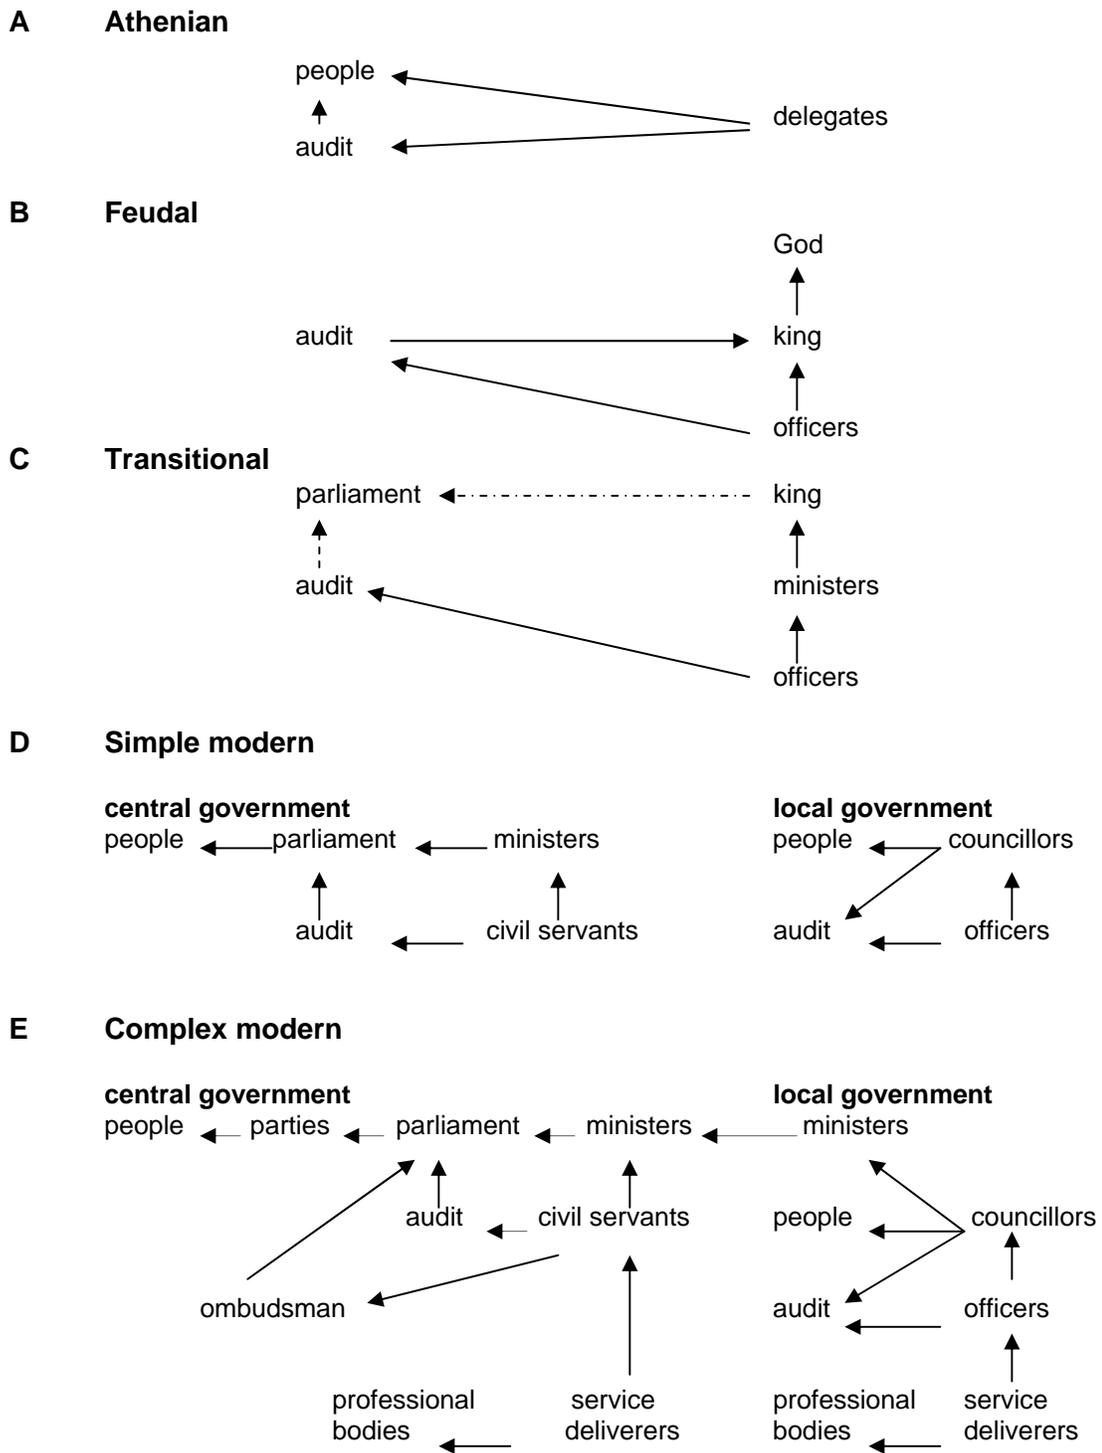 A Athenian
people
delegates
audit
B Feudal
God
audit king
officers
C Transitional
parliament king
audit ministers
officers
D Simple modern
central government local government
people parliament ministers people councillors
audit civil servants audit officers
E Complex modern
central government local government
people parties parliament ministers ministers
audit civil servants people councillors
ombudsman audit officers
professional service professional service
bodies deliverers bodies deliverers